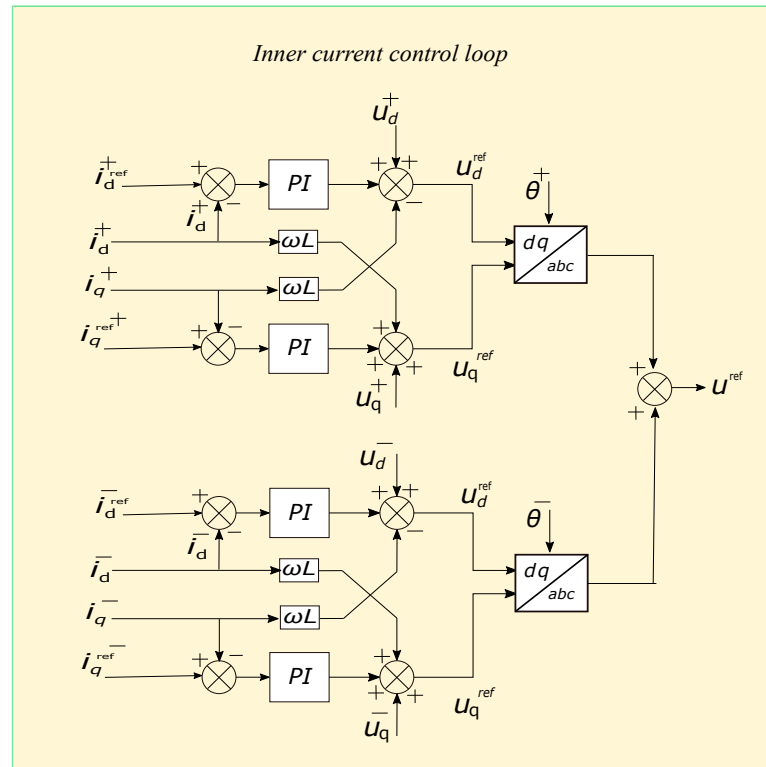 Inner current control loop
u_d^+
i_d^{ref +}
+
−
PI
+
+
−
u_d^{ref}
θ^+
i_d^+
i_d^+
ωL
dq
abc
i_q^+
ωL
i_q^{ref +}
+
−
PI
+
+
+
u_q^{ref}
u_q^+
+
+
u^{ref}
u_d^−
i_d^{ref −}
+
−
PI
+
+
−
u_d^{ref}
θ^−
i_d^−
i_d^−
ωL
dq
abc
i_q^−
ωL
i_q^{ref −}
+
−
PI
+
+
+
u_q^{ref}
u_q^−